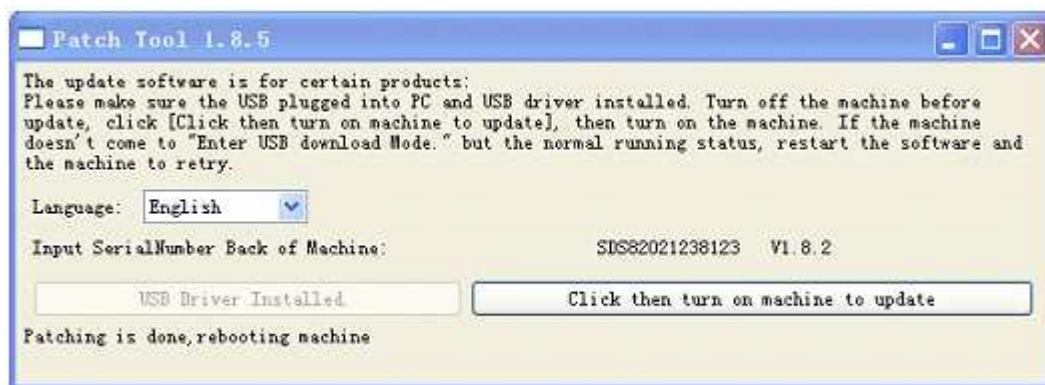 Patch Tool 1.8.5
The update software is for certain products:
Please make sure the USB plugged into PC and USB driver installed. Turn off the machine before
update, click [Click then turn on machine to update], then turn on the machine. If the machine
doesn't come to "Enter USB download Mode." but the normal running status, restart the software and
the machine to retry.
Language: English
Input SerialNumber Back of Machine: SDS82021238123 V1.8.2
USB Driver Installed Click then turn on machine to update
Patching is done,rebooting machine